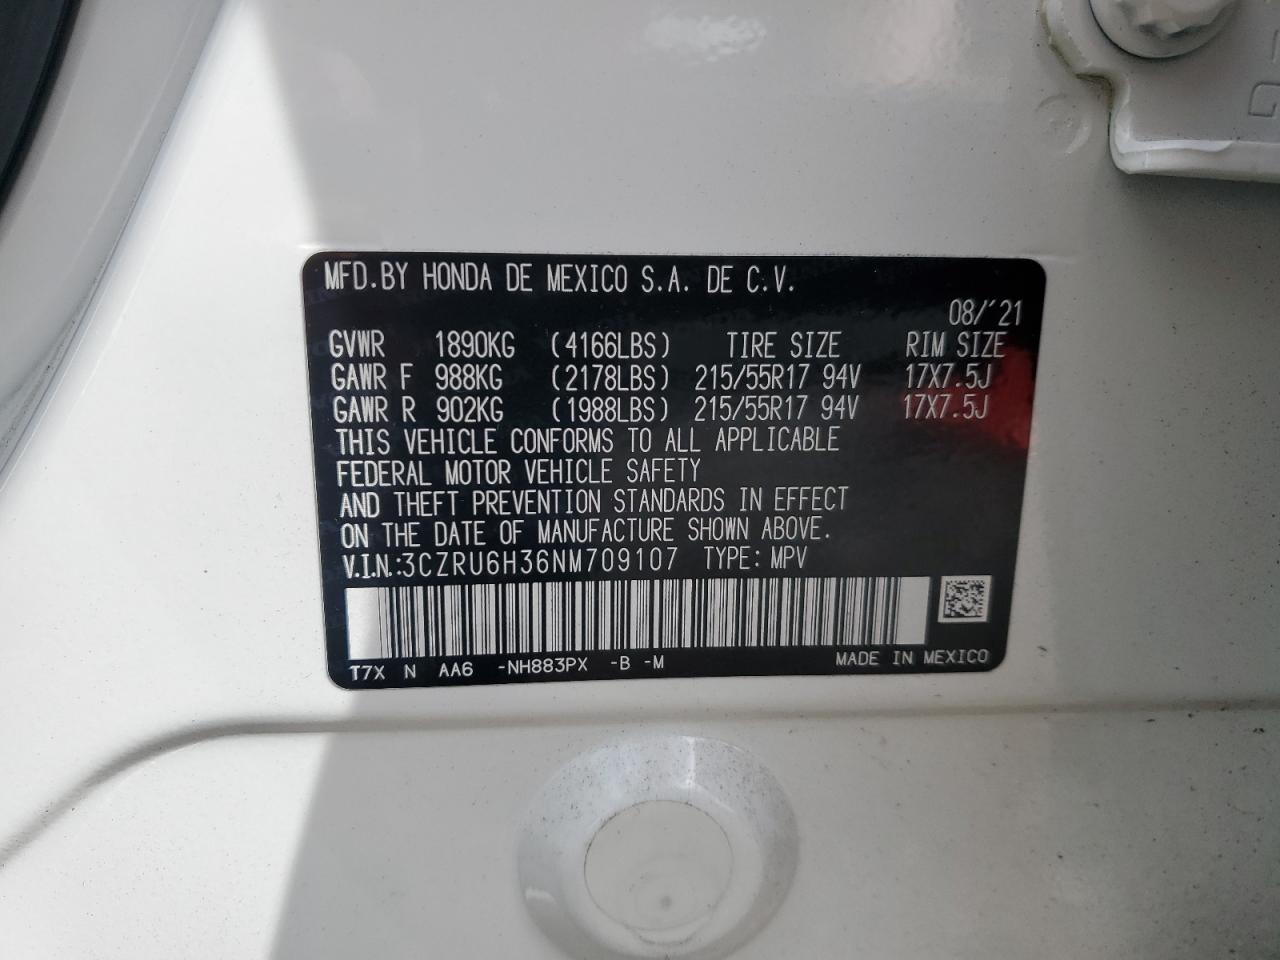 MFD.BY HONDA DE MEXICO S.A. DE C.V.
08/'21
GVWR 1890KG (4166LBS) TIRE SIZE RIM SIZE
GAWR F 988KG (2178LBS) 215/55R17 94V 17X7.5J
GAWR R 902KG (1988LBS) 215/55R17 94V 17X7.5J
THIS VEHICLE CONFORMS TO ALL APPLICABLE
FEDERAL MOTOR VEHICLE SAFETY
AND THEFT PREVENTION STANDARDS IN EFFECT
ON THE DATE OF MANUFACTURE SHOWN ABOVE.
V.I.N.:3CZRU6H36NM709107 TYPE: MPV
T7X N AA6 -NH883PX -B -M MADE IN MEXICO